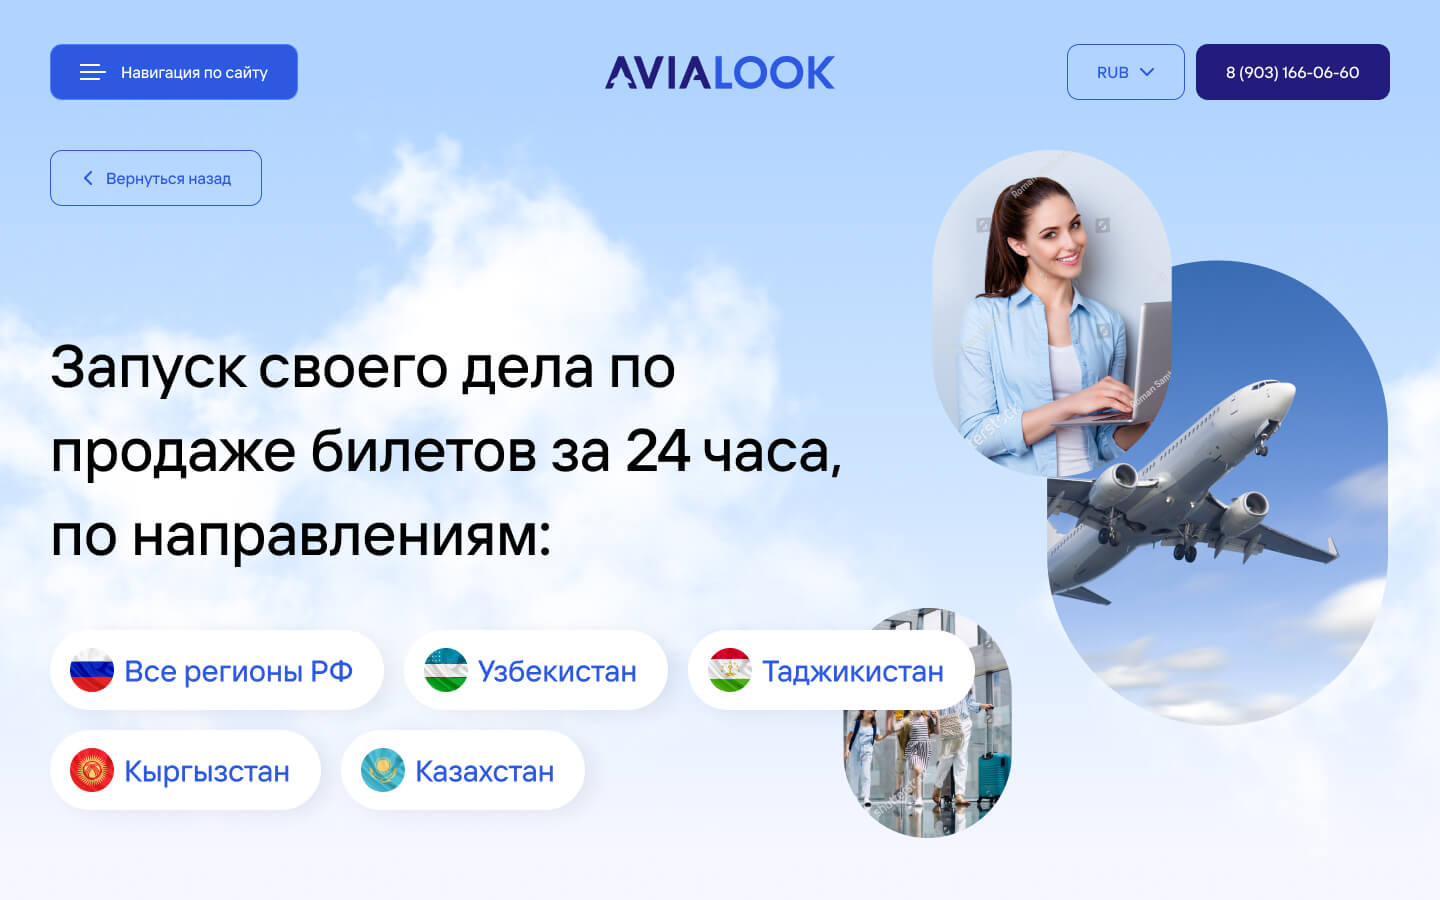 Навигация по сайту
AVIALOOK
RUB
8 (903) 166-06-60
Вернуться назад
Запуск своего дела по
продаже билетов за 24 часа,
по направлениям:
Все регионы РФ
Узбекистан
Таджикистан
Кыргызстан
Казахстан